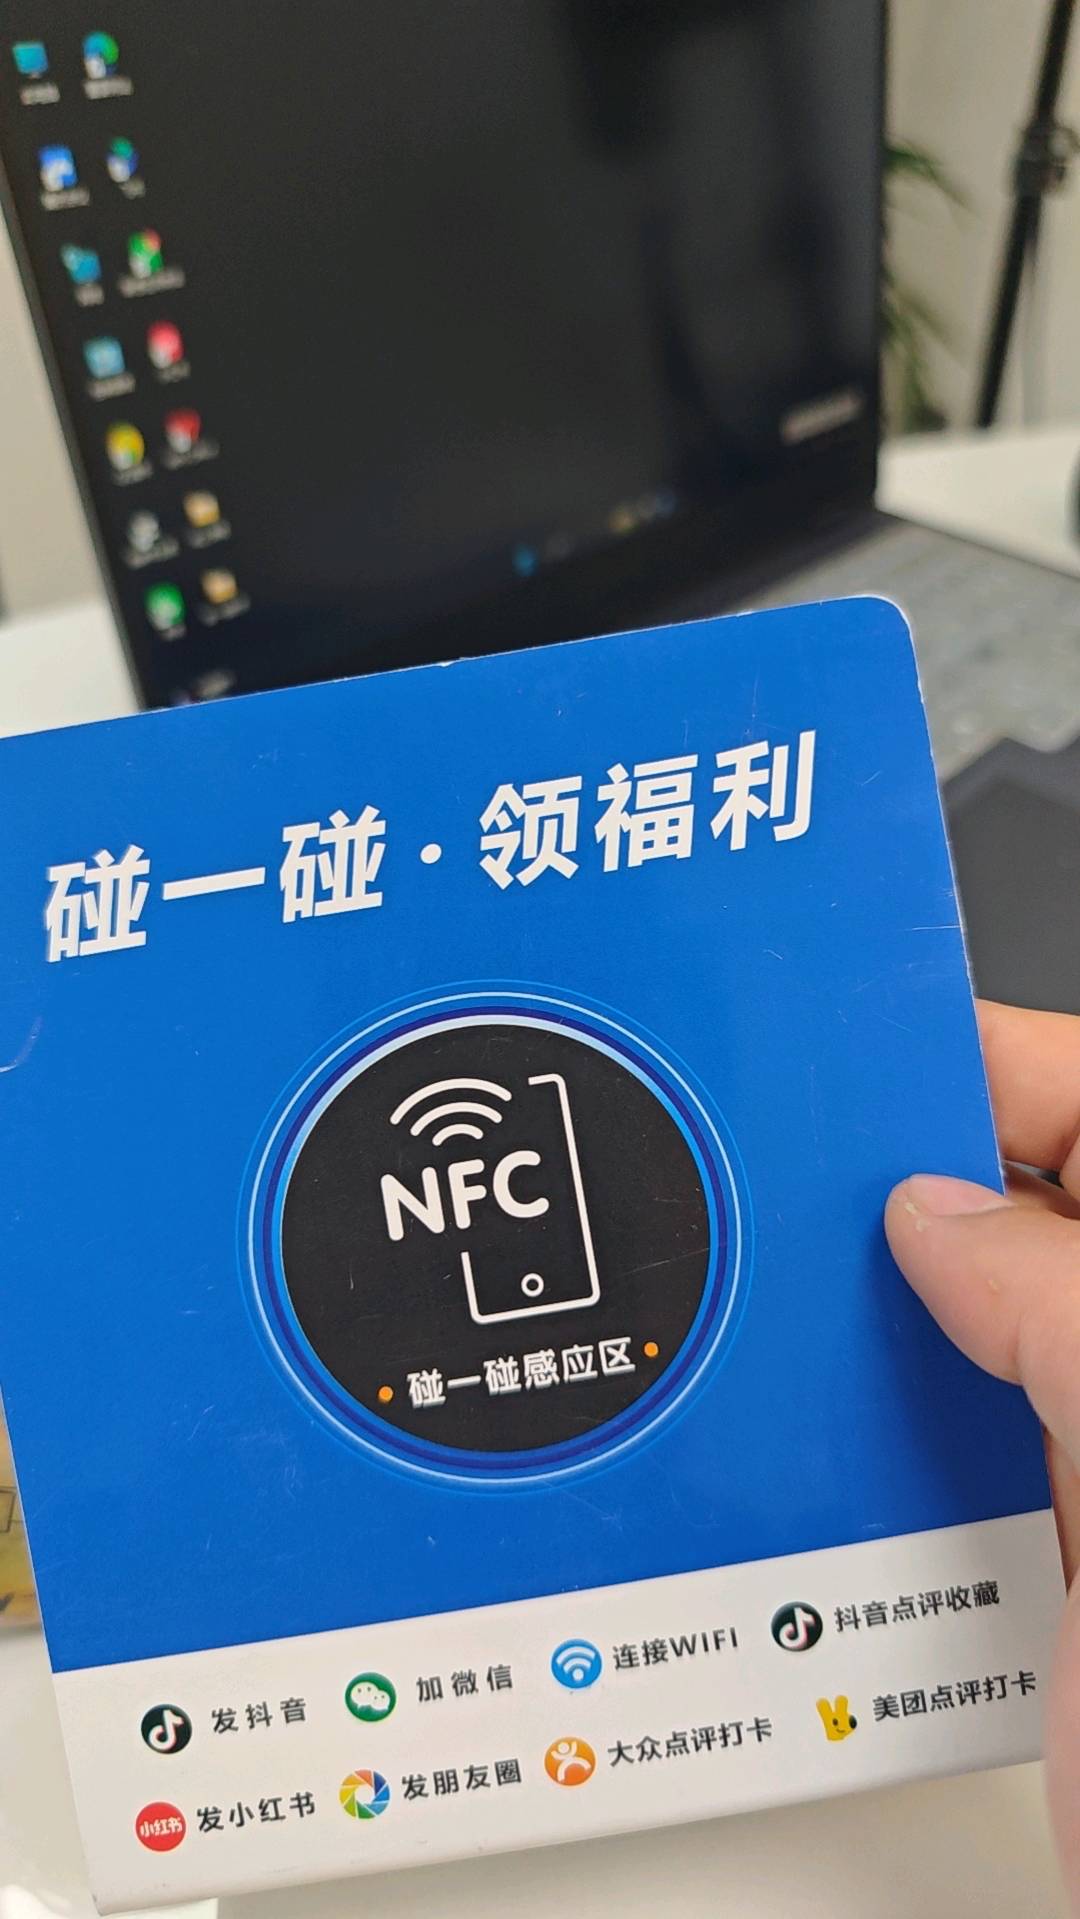 碰一碰·领福利
NFC
碰一碰感应区
发抖音
加微信
连接WIFI
抖音点评收藏
小红书
发小红书
发朋友圈
大众点评打卡
美团点评打卡